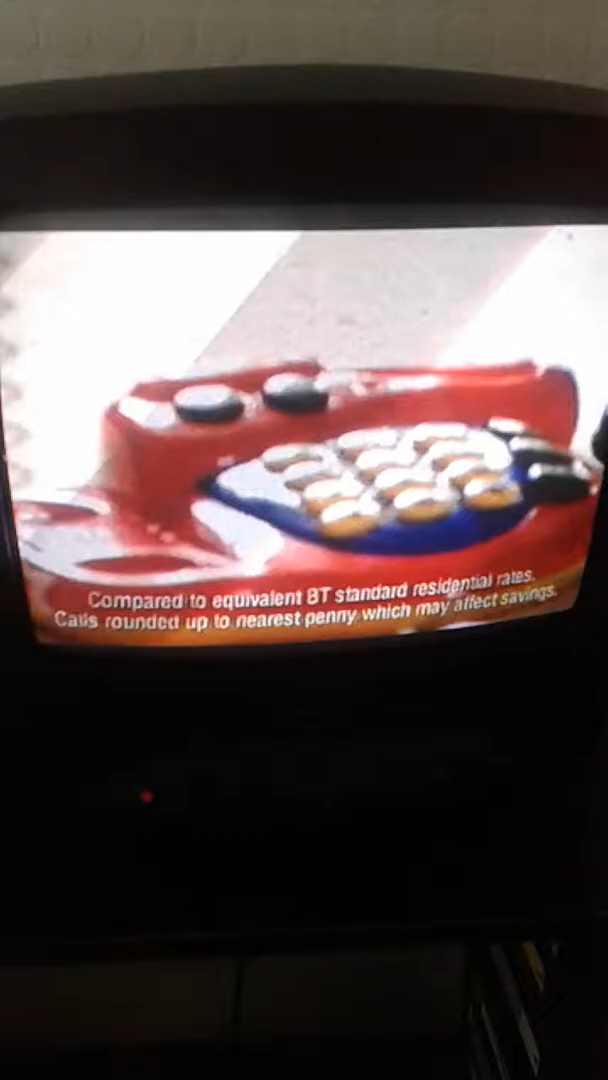 Compared to equivalent BT standard residential rates.
Calls rounded up to nearest penny which may affect savings.